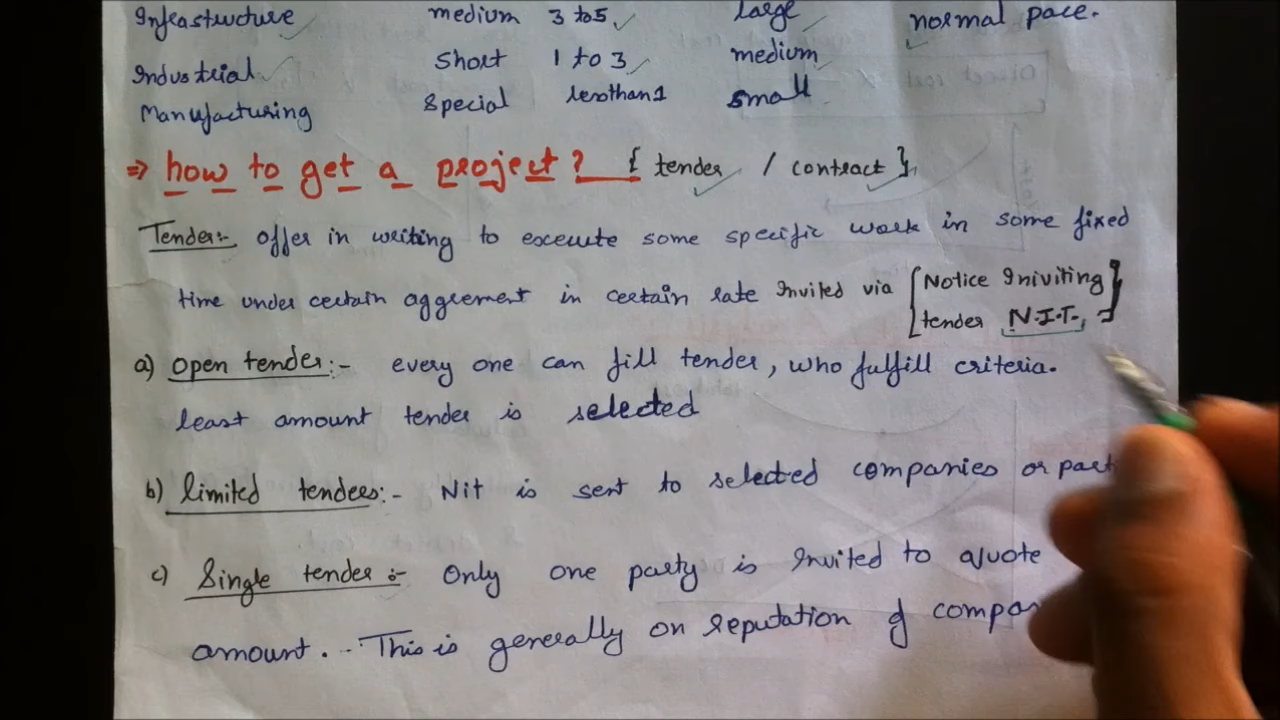 Infrastructure medium 3 to 5 large normal pace.
Industrial short 1 to 3 medium
Manufacturing special less than 1 small
⇒ how to get a project? { tender / contract }
Tender:- offer in writing to execute some specific work in some fixed
time under certain aggrement in certain rate Invited via [Notice Iniviting
tender N.I.T.]
a) open tender:- every one can fill tender, who fulfill criteria.
least amount tender is selected
b) limited tenders:- Nit is sent to selected companies or
c) Single tender:- Only one party is Invited to quote
amount. This is generally on reputation of